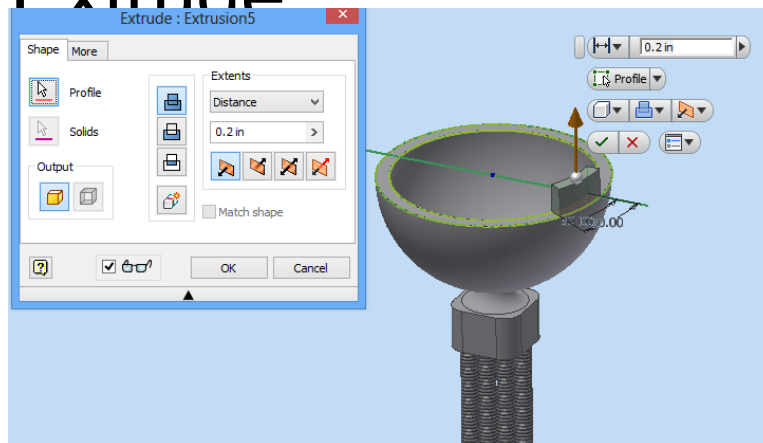 Extrude
Extrude : Extrusion5
Shape More
Profile
Solids
Output
Extents
Distance
0.2 in
Match shape
OK
Cancel
0.2 in
Profile